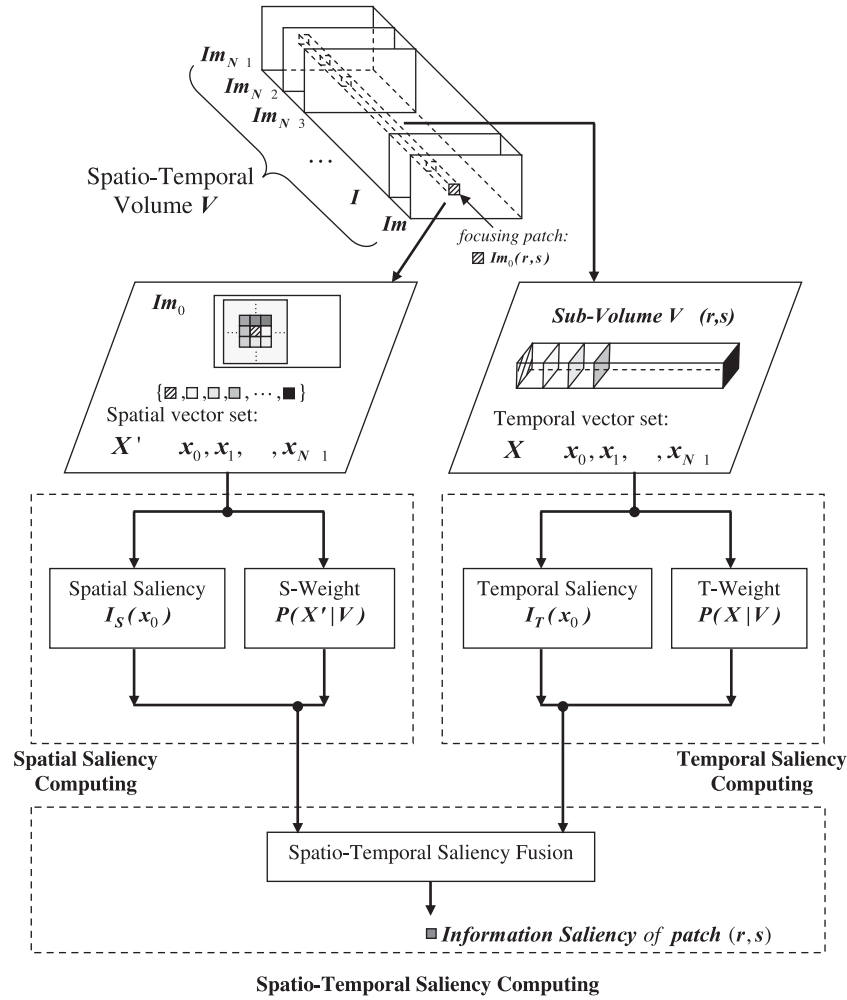 Im_N 1
Im_N 2
Im_N 3
...
Spatio-Temporal
Volume V
I
Im
focusing patch:
Im_0(r,s)
Im_0
{ , , , , ..., }
Spatial vector set:
X' x_0, x_1, , x_N 1
Sub-Volume V (r,s)
Temporal vector set:
X x_0, x_1, , x_N 1
Spatial Saliency
I_S(x_0)
S-Weight
P(X'|V)
Temporal Saliency
I_T(x_0)
T-Weight
P(X|V)
Spatial Saliency
Computing
Temporal Saliency
Computing
Spatio-Temporal Saliency Fusion
Information Saliency of patch (r,s)
Spatio-Temporal Saliency Computing